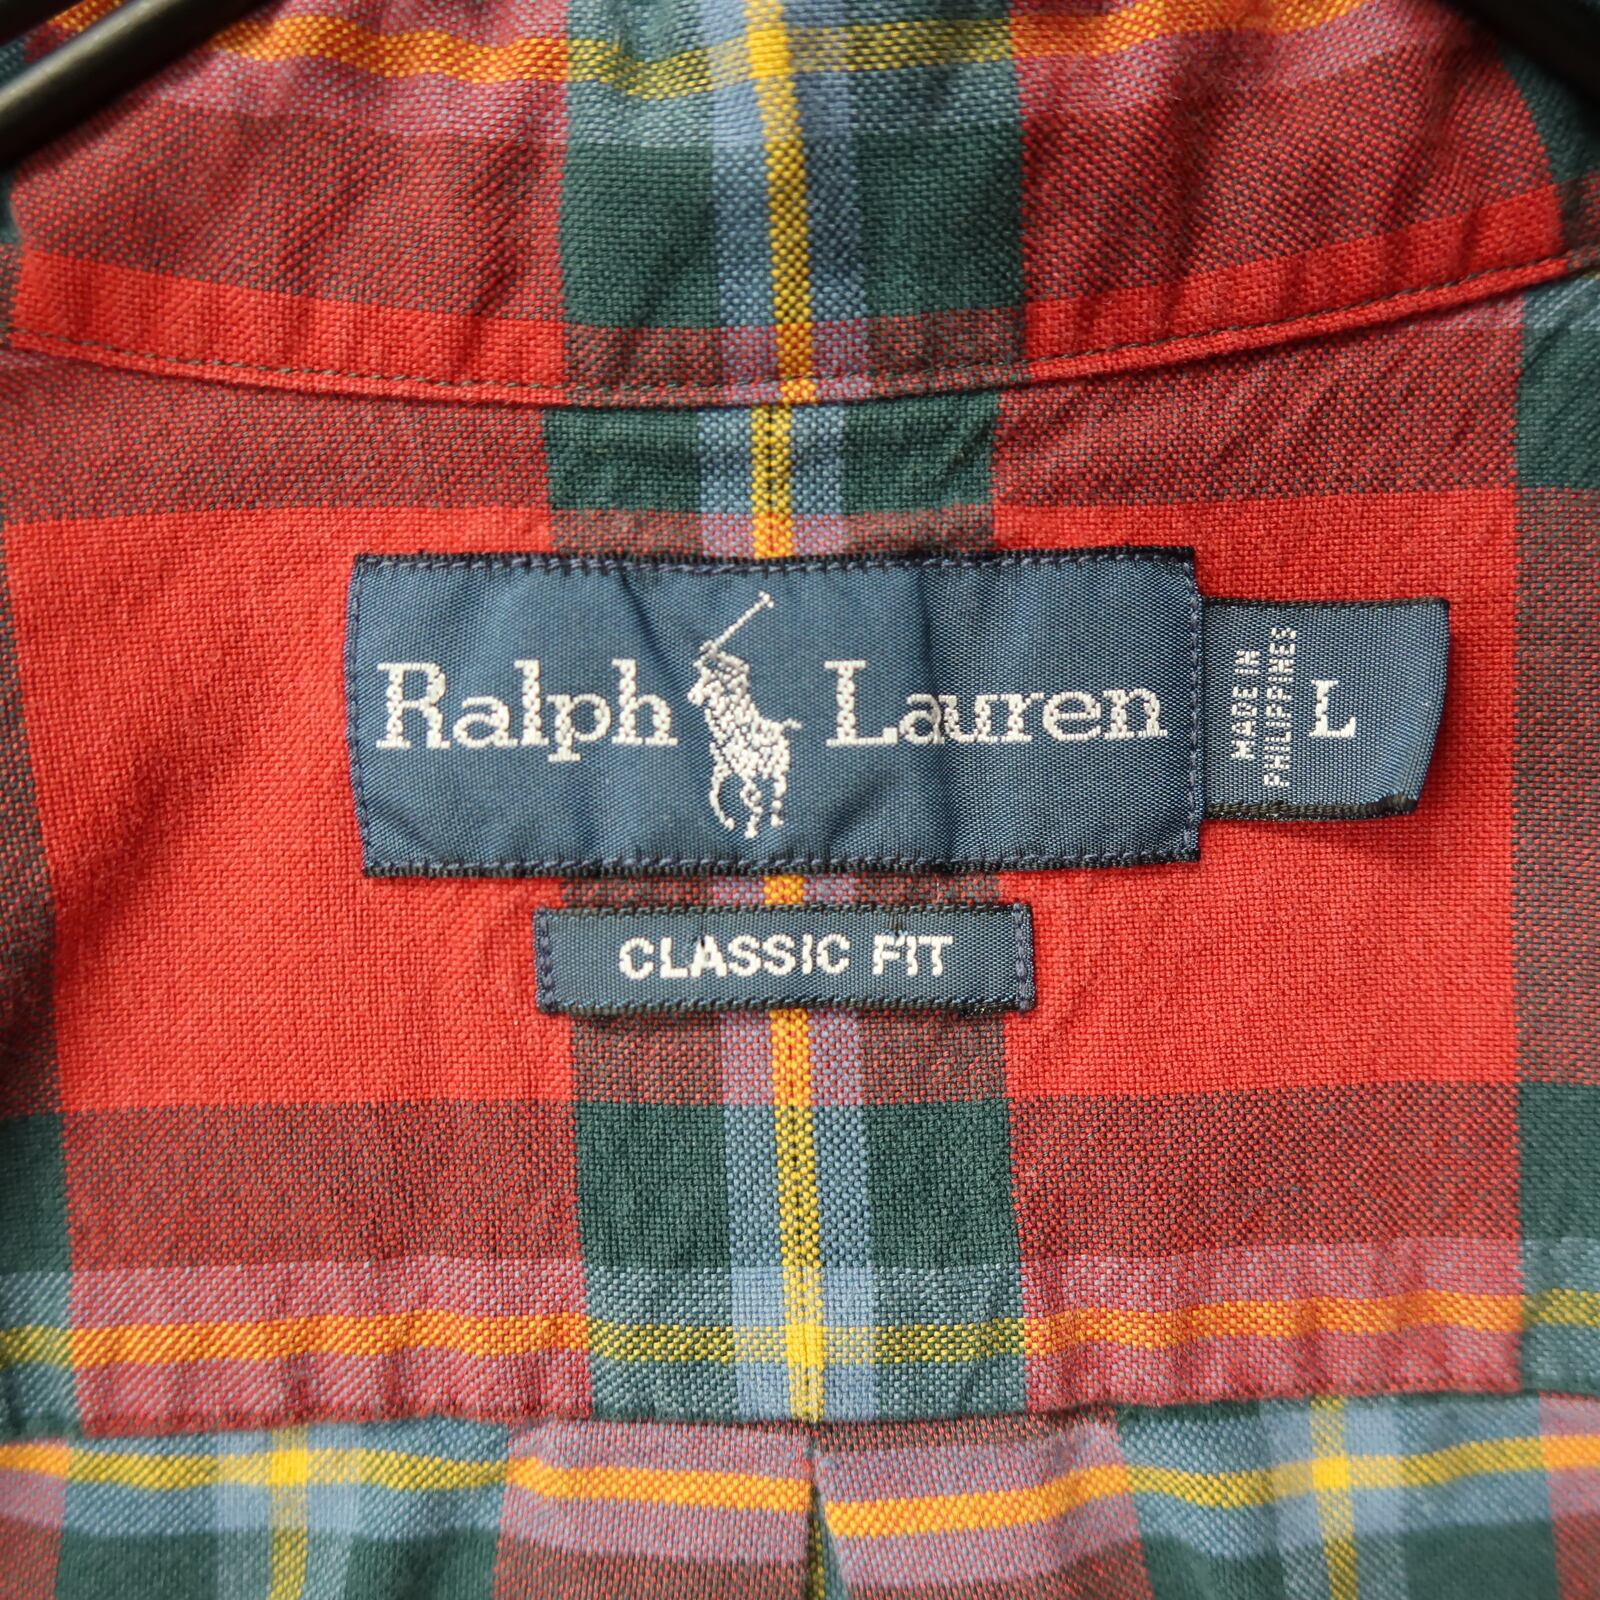 Ralph Lauren
MADE IN
PHILIPPINES
L
CLASSIC FIT